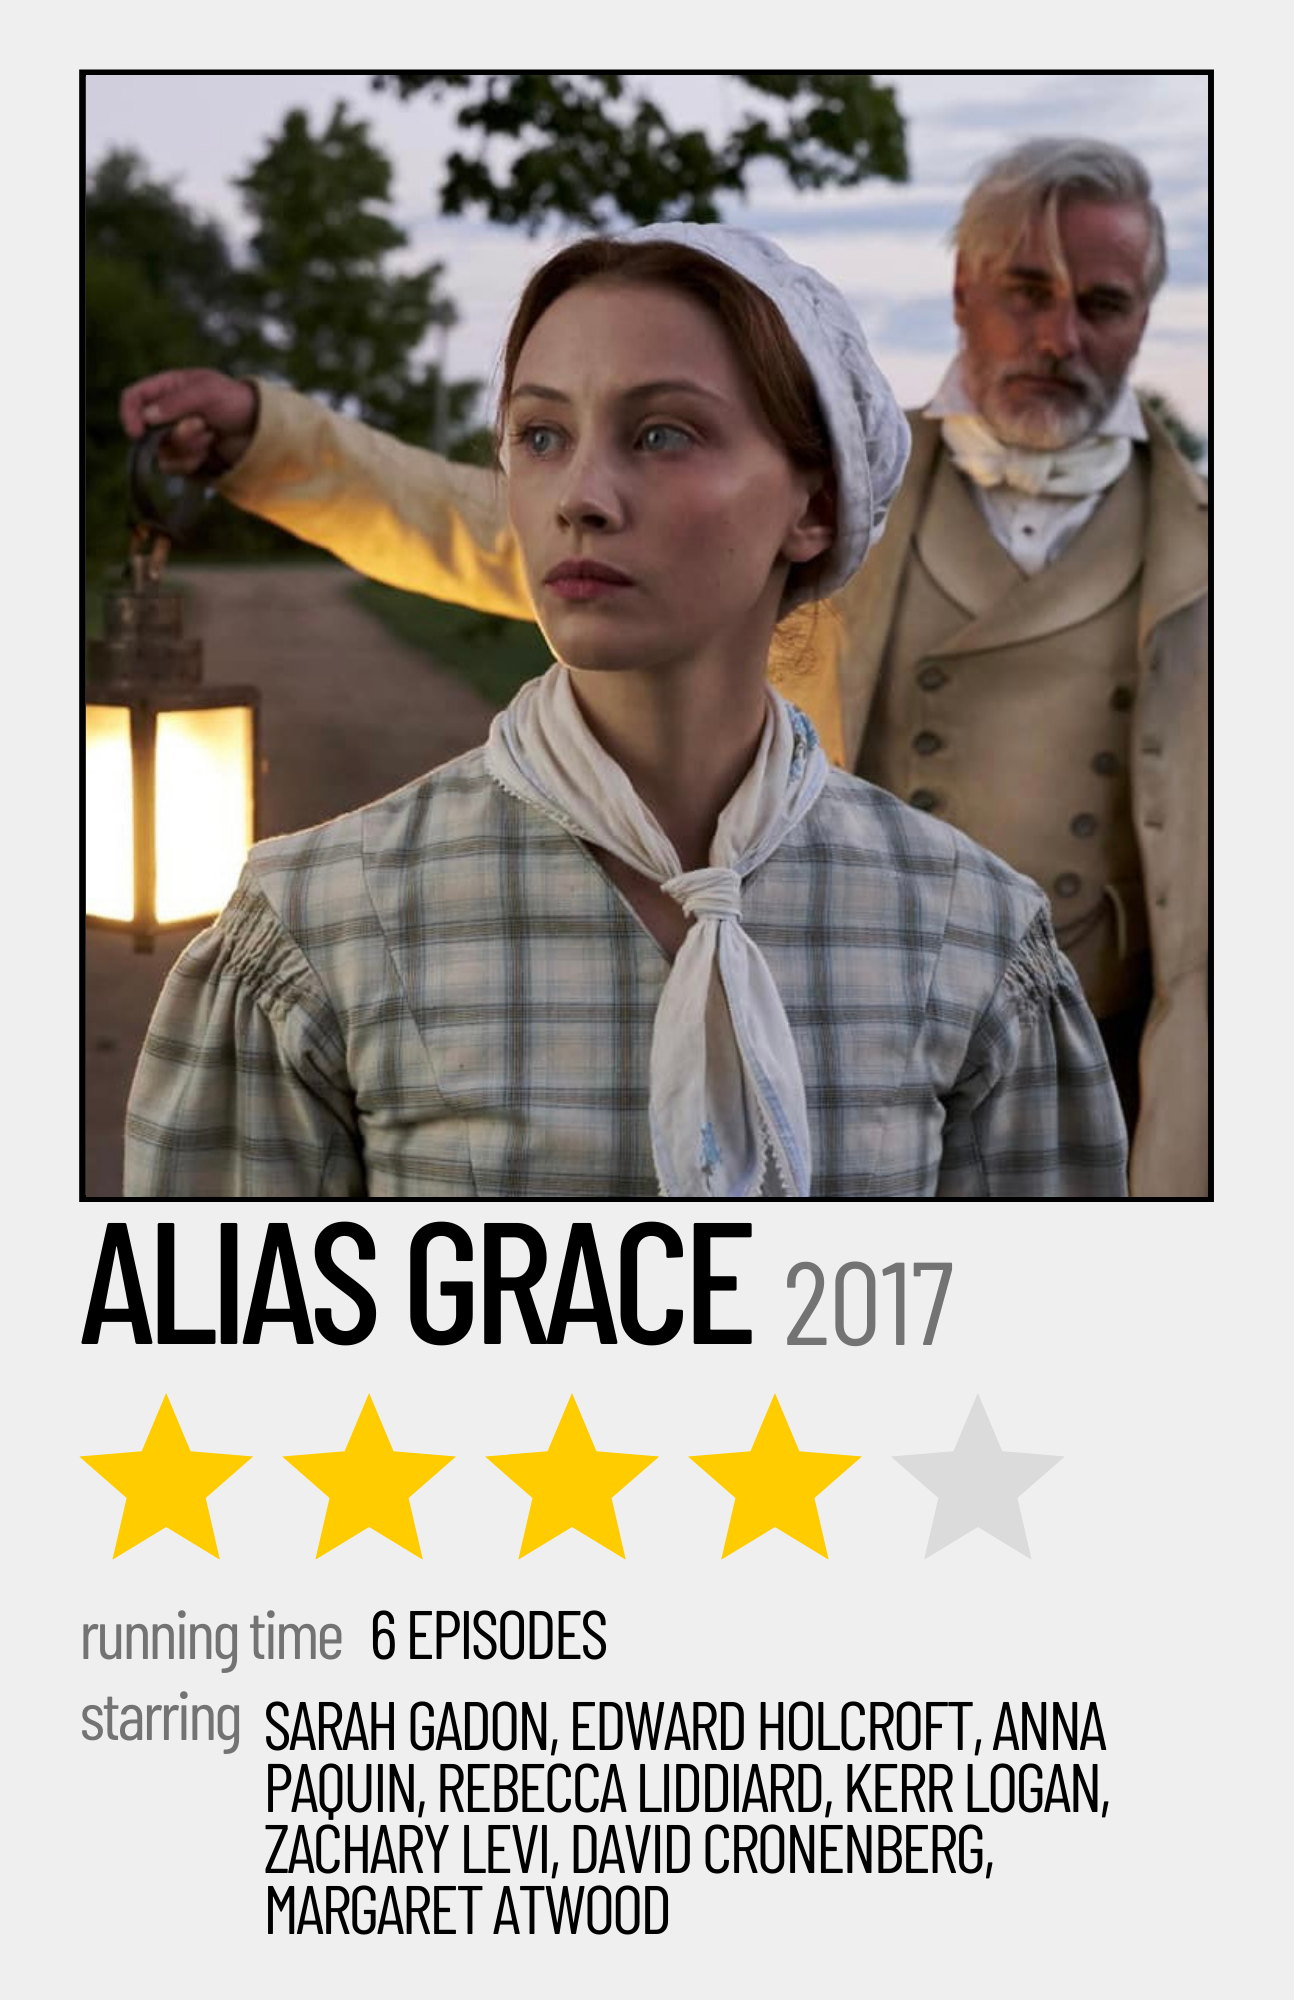 ALIAS GRACE 2017
running time 6 EPISODES
starring SARAH GADON, EDWARD HOLCROFT, ANNA
PAQUIN, REBECCA LIDDIARD, KERR LOGAN,
ZACHARY LEVI, DAVID CRONENBERG,
MARGARET ATWOOD